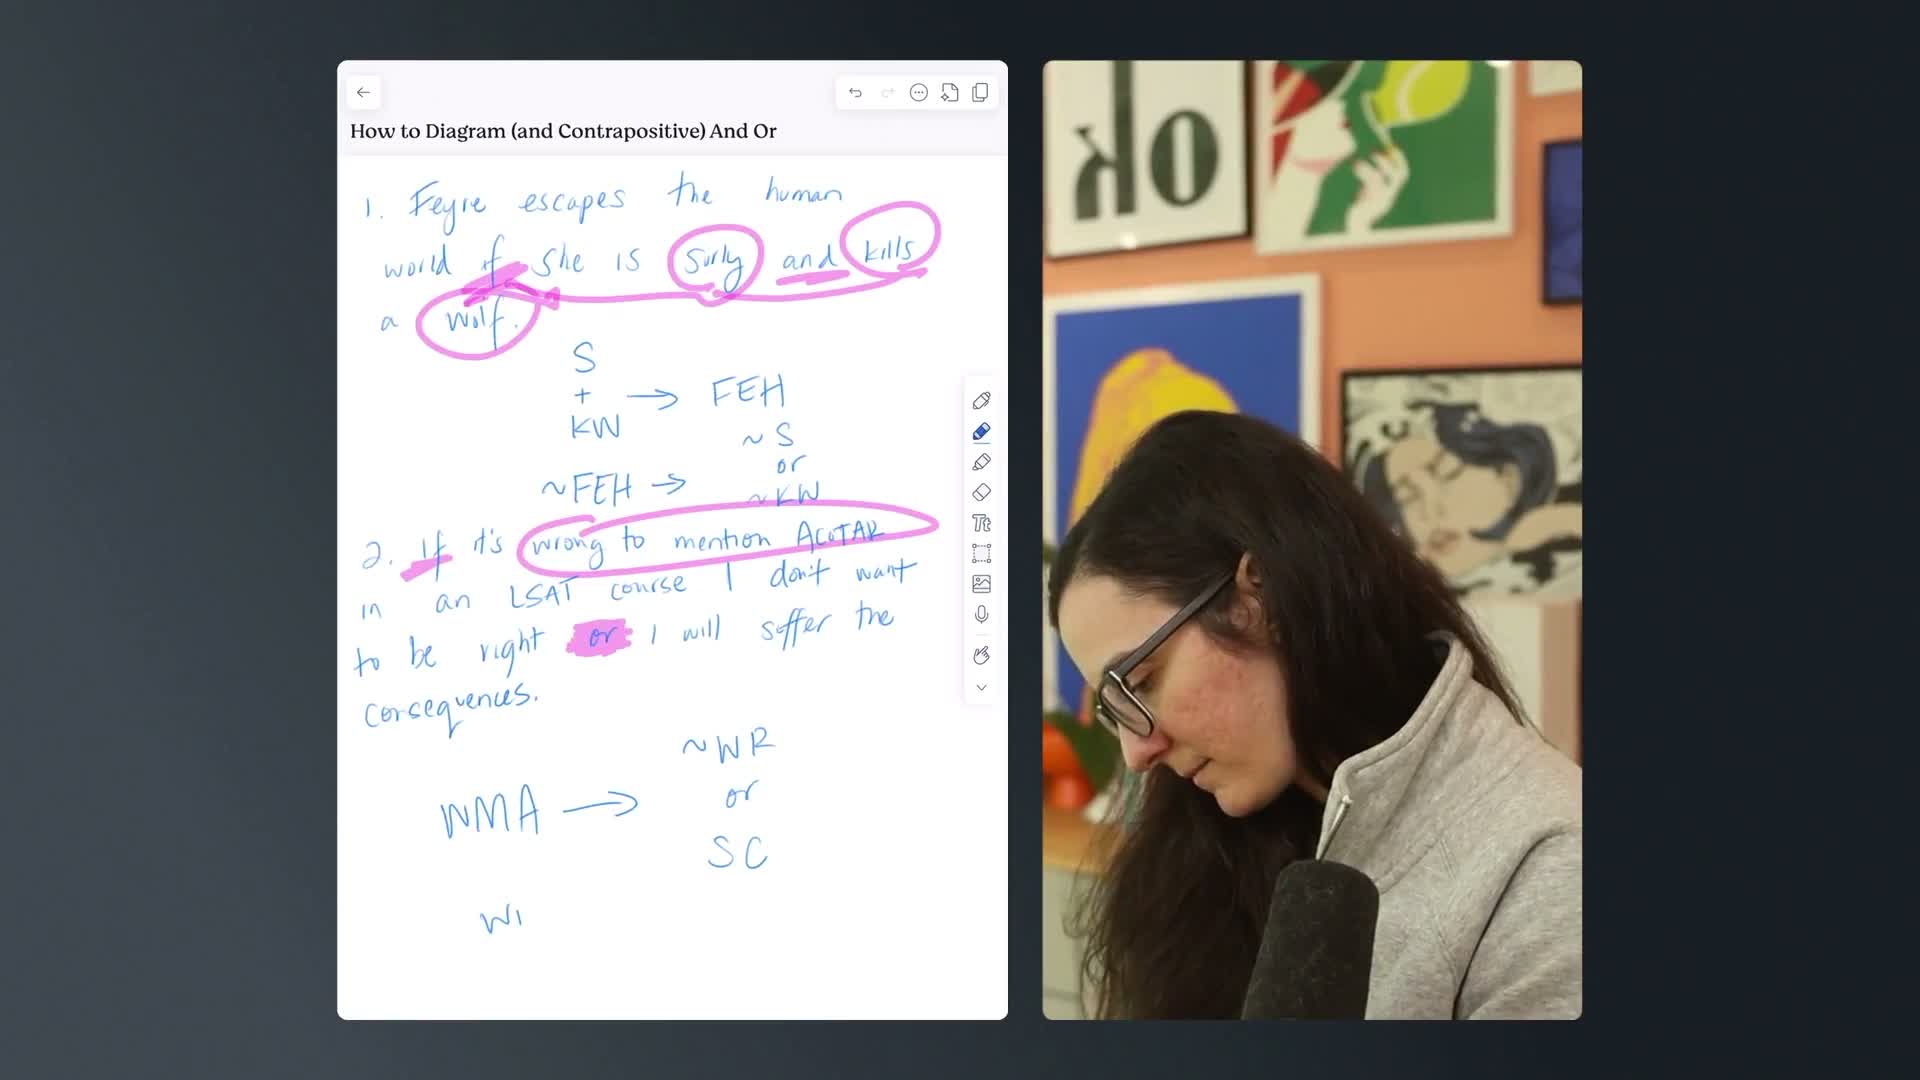 How to Diagram (and Contrapositive) And Or
1. Feyre escapes the human
world if she is surly and kills
a wolf.
S
+
KW → FEH
~S
or
~FEH → ~KW
2. If it's wrong to mention ACOTAR
in an LSAT course I don't want
to be right or I will suffer the
consequences.
~WR
or
WMA →
SC
WI
Tt
ok